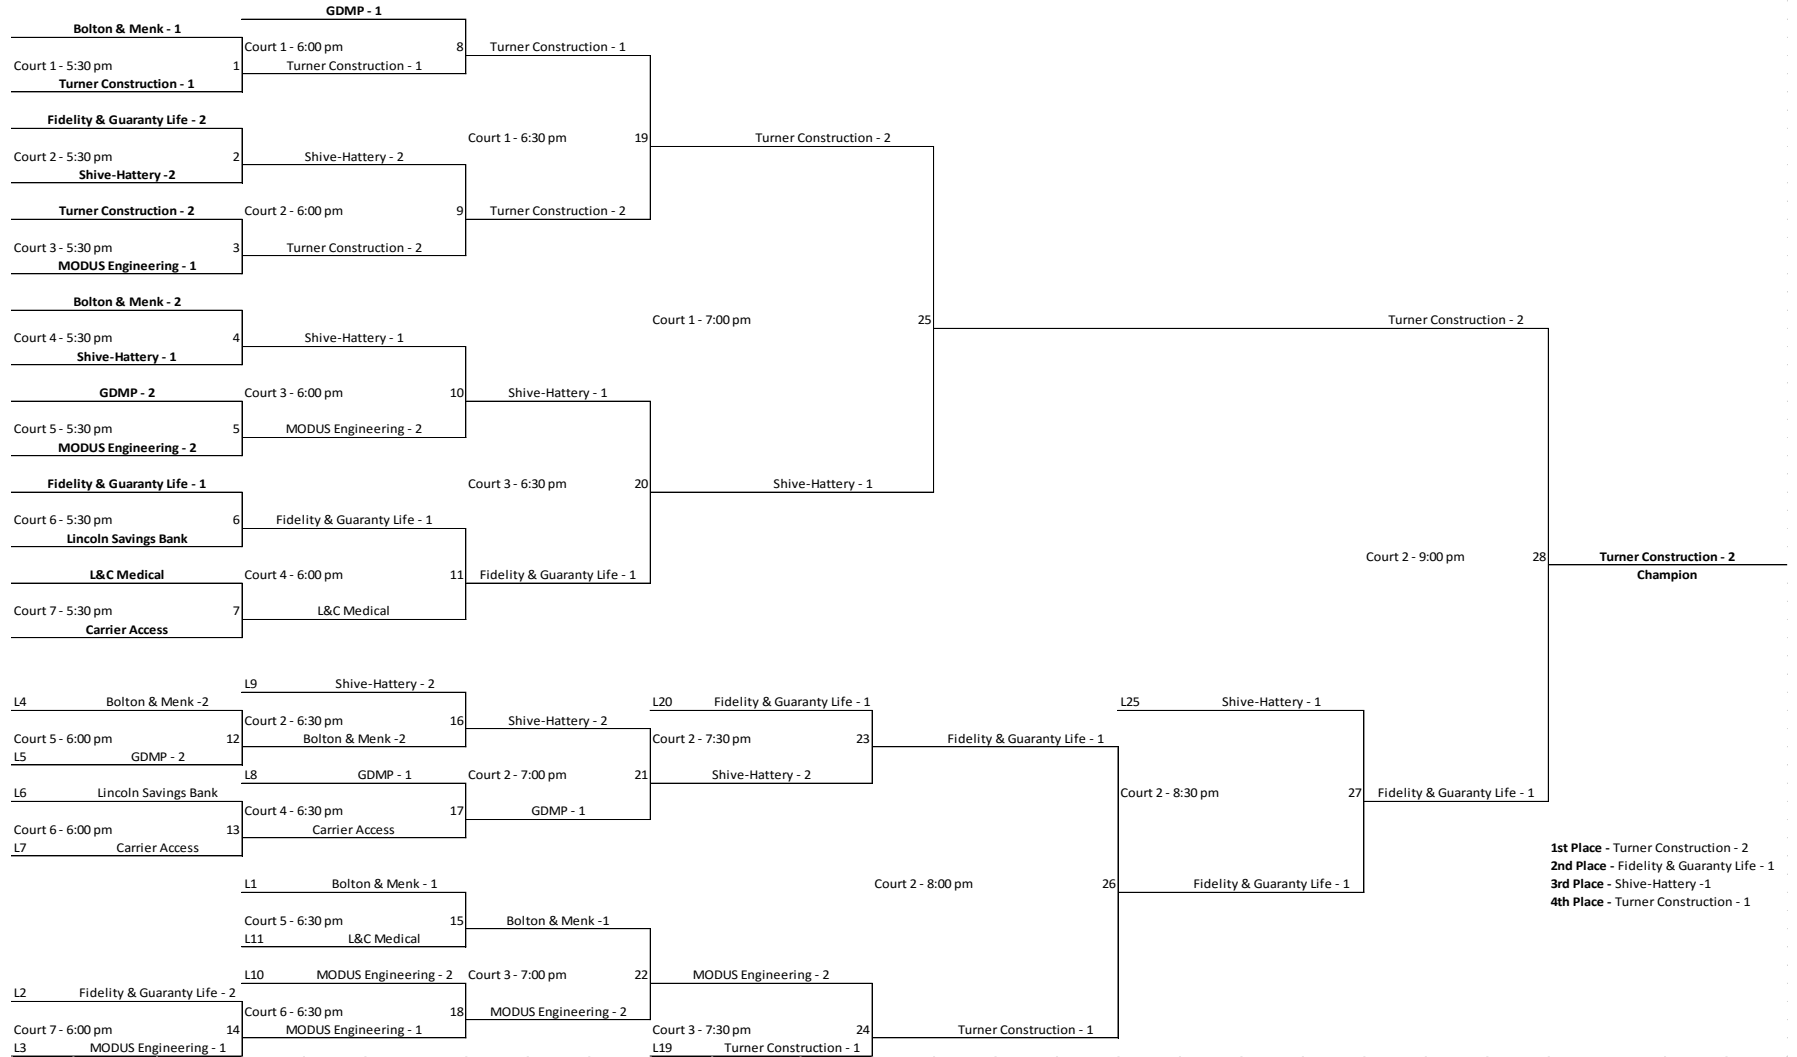 GDMP - 1
Bolton & Menk - 1
Court 1 - 6:00 pm 8 Turner Construction - 1
Court 1 - 5:30 pm 1 Turner Construction - 1
Turner Construction - 1
Fidelity & Guaranty Life - 2
Court 1 - 6:30 pm 19 Turner Construction - 2
Court 2 - 5:30 pm 2 Shive-Hattery - 2
Shive-Hattery -2
Turner Construction - 2 Court 2 - 6:00 pm 9 Turner Construction - 2
Court 3 - 5:30 pm 3 Turner Construction - 2
MODUS Engineering - 1
Bolton & Menk - 2
Court 1 - 7:00 pm 25 Turner Construction - 2
Court 4 - 5:30 pm 4 Shive-Hattery - 1
Shive-Hattery - 1
GDMP - 2 Court 3 - 6:00 pm 10 Shive-Hattery - 1
Court 5 - 5:30 pm 5 MODUS Engineering - 2
MODUS Engineering - 2
Fidelity & Guaranty Life - 1 Court 3 - 6:30 pm 20 Shive-Hattery - 1
Court 6 - 5:30 pm 6 Fidelity & Guaranty Life - 1
Lincoln Savings Bank
Court 2 - 9:00 pm 28 Turner Construction - 2
L&C Medical Court 4 - 6:00 pm 11 Fidelity & Guaranty Life - 1 Champion
Court 7 - 5:30 pm 7 L&C Medical
Carrier Access
L9 Shive-Hattery - 2
L4 Bolton & Menk -2 L20 Fidelity & Guaranty Life - 1 L25 Shive-Hattery - 1
Court 2 - 6:30 pm 16 Shive-Hattery - 2
Court 5 - 6:00 pm 12 Bolton & Menk -2 Court 2 - 7:30 pm 23 Fidelity & Guaranty Life - 1
L5 GDMP - 2
L8 GDMP - 1 Court 2 - 7:00 pm 21 Shive-Hattery - 2
L6 Lincoln Savings Bank Court 2 - 8:30 pm 27 Fidelity & Guaranty Life - 1
Court 4 - 6:30 pm 17 GDMP - 1
Court 6 - 6:00 pm 13 Carrier Access
L7 Carrier Access 1st Place - Turner Construction - 2
2nd Place - Fidelity & Guaranty Life - 1
L1 Bolton & Menk - 1 Court 2 - 8:00 pm 26 Fidelity & Guaranty Life - 1 3rd Place - Shive-Hattery -1
4th Place - Turner Construction - 1
Court 5 - 6:30 pm 15 Bolton & Menk -1
L11 L&C Medical
L10 MODUS Engineering - 2 Court 3 - 7:00 pm 22 MODUS Engineering - 2
L2 Fidelity & Guaranty Life - 2
Court 6 - 6:30 pm 18 MODUS Engineering - 2
Court 7 - 6:00 pm 14 MODUS Engineering - 1 Court 3 - 7:30 pm 24 Turner Construction - 1
L3 MODUS Engineering - 1 L19 Turner Construction - 1